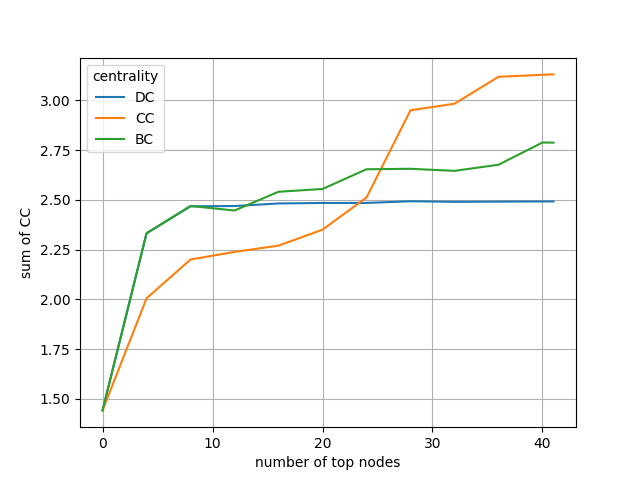 centrality
DC
CC
BC
3.00
2.75
2.50
2.25
2.00
1.75
1.50
sum of CC
0 10 20 30 40
number of top nodes